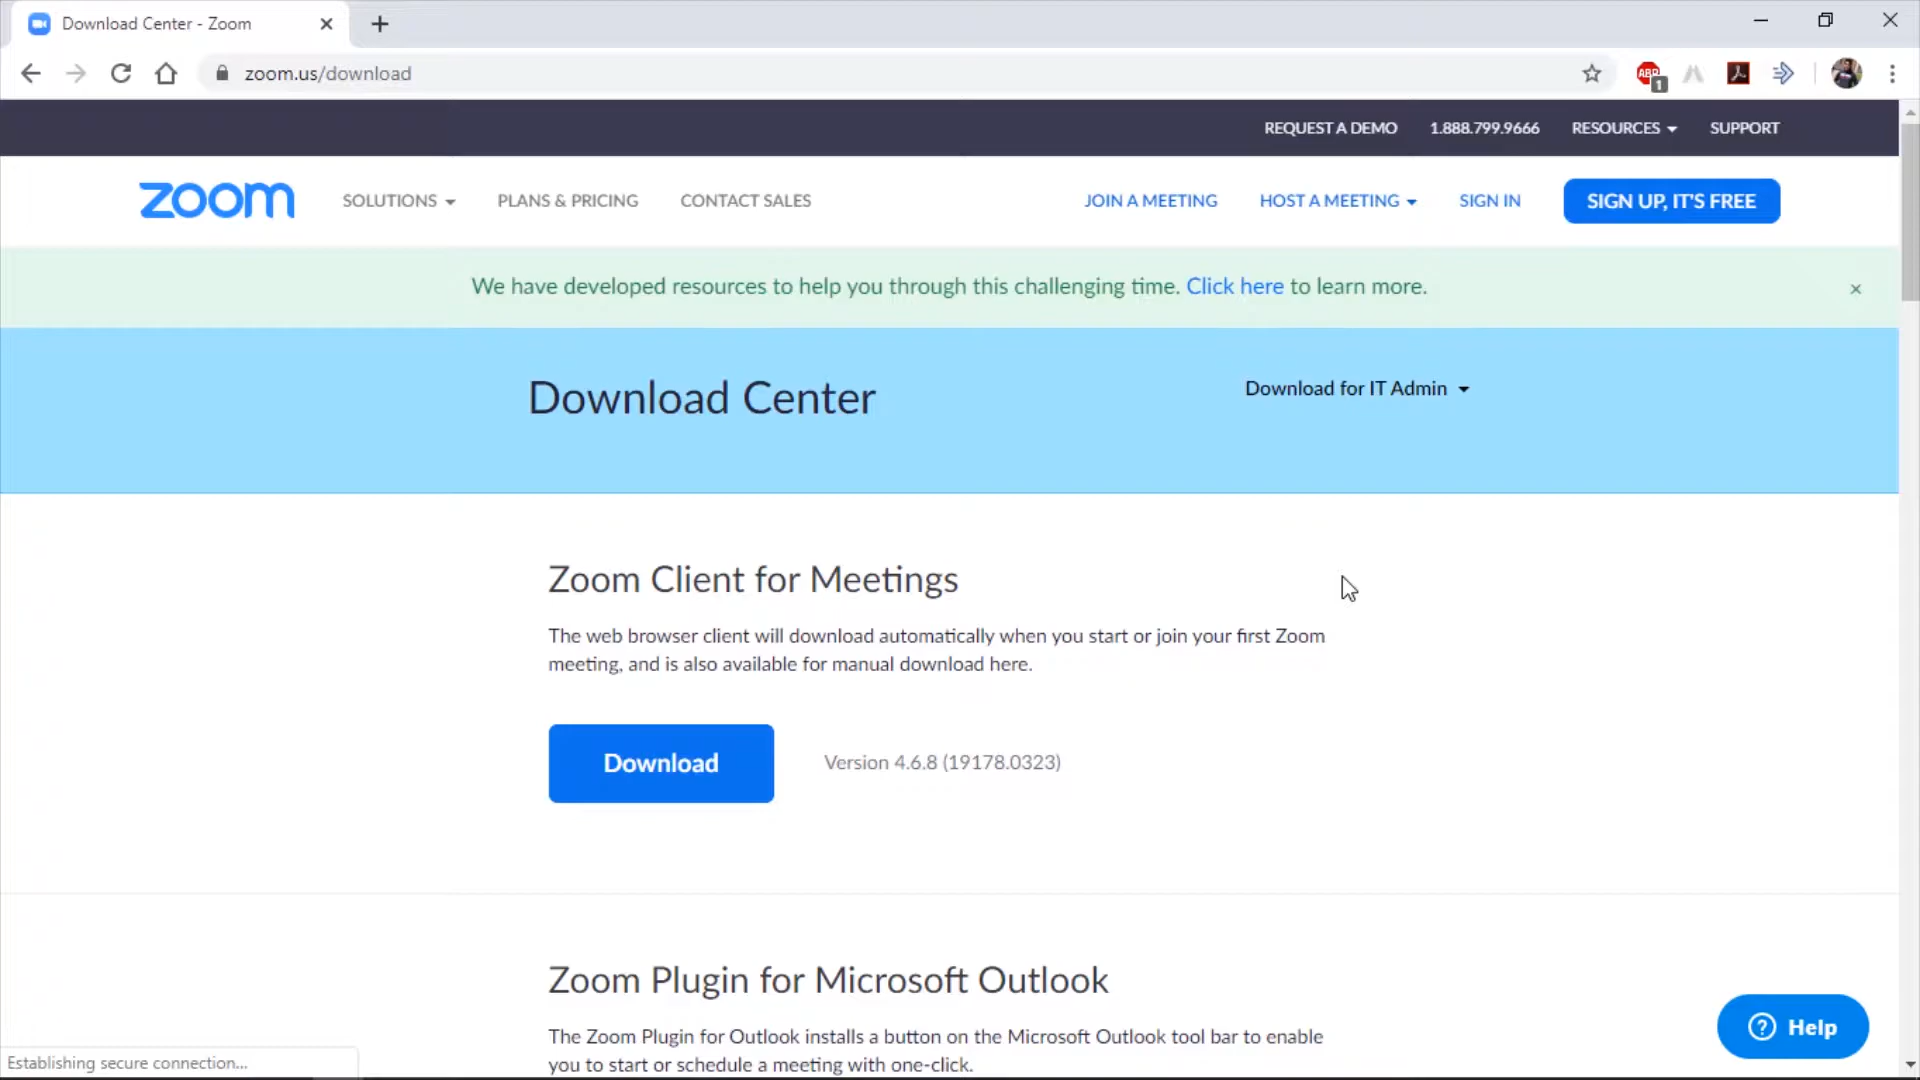 Download Center - Zoom
zoom.us/download
ABP
1
REQUEST A DEMO 1.888.799.9666 RESOURCES SUPPORT
zoom SOLUTIONS PLANS & PRICING CONTACT SALES JOIN A MEETING HOST A MEETING SIGN IN SIGN UP, IT'S FREE
We have developed resources to help you through this challenging time. Click here to learn more. ×
Download Center Download for IT Admin
Zoom Client for Meetings
The web browser client will download automatically when you start or join your first Zoom
meeting, and is also available for manual download here.
Download Version 4.6.8 (19178.0323)
Zoom Plugin for Microsoft Outlook
The Zoom Plugin for Outlook installs a button on the Microsoft Outlook tool bar to enable
you to start or schedule a meeting with one-click.
? Help
Establishing secure connection...